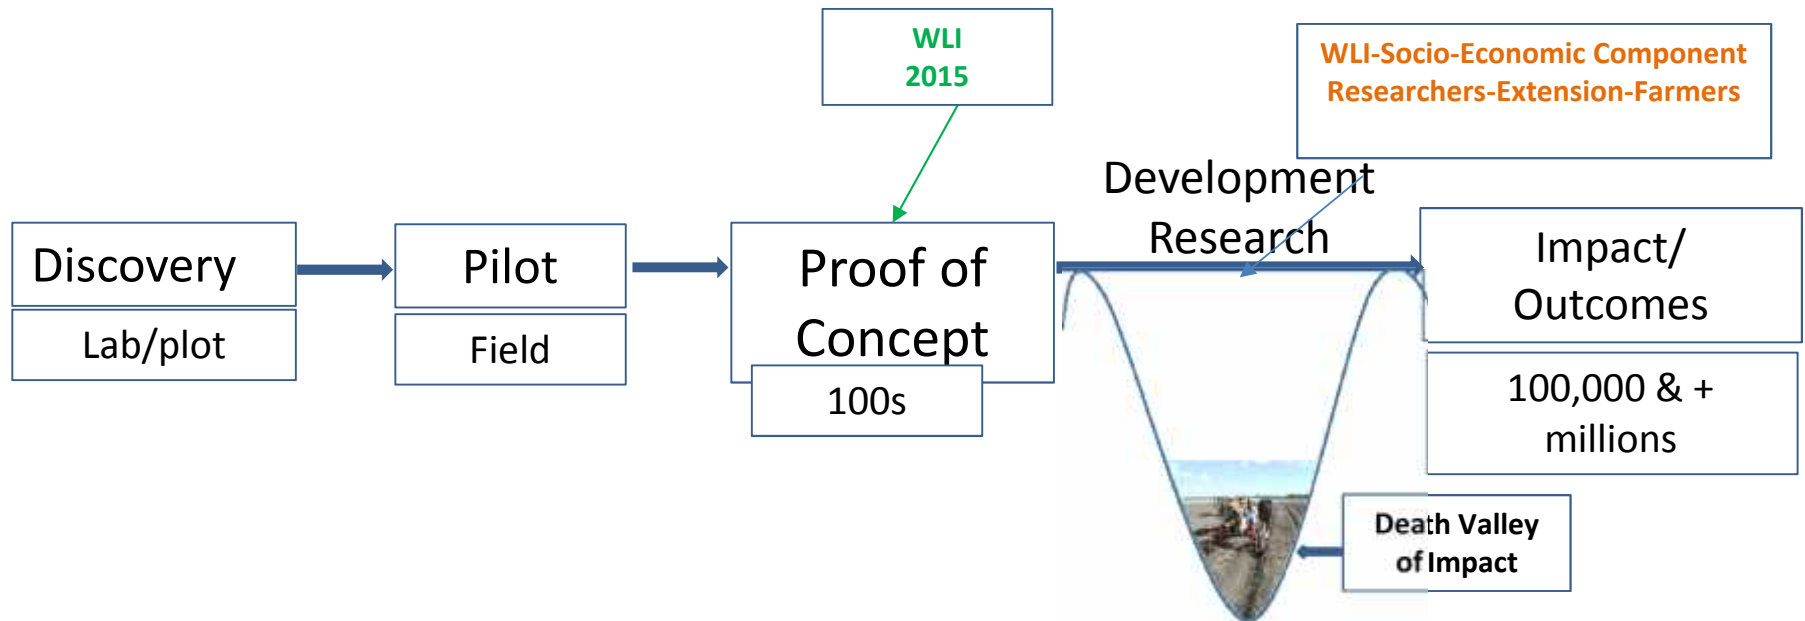 WLI
2015
WLI-Socio-Economic Component
Researchers-Extension-Farmers
Development
Research
Discovery
Lab/plot
Pilot
Field
Proof of
Concept
100s
Impact/
Outcomes
100,000 & +
millions
Death Valley
of Impact